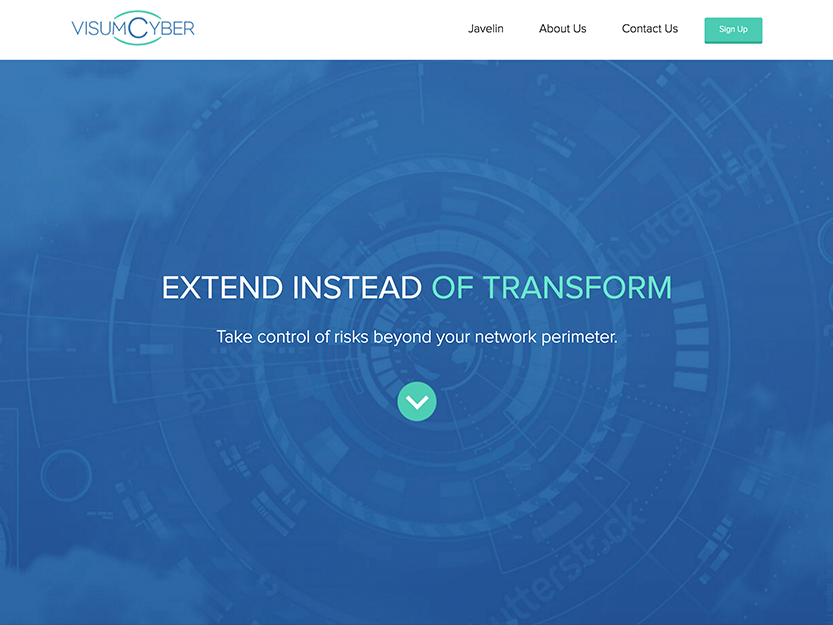 VISUMCYBER
Javelin
About Us
Contact Us
Sign Up
EXTEND INSTEAD OF TRANSFORM
Take control of risks beyond your network perimeter.
shutterstock
shutterstock
shutterstock